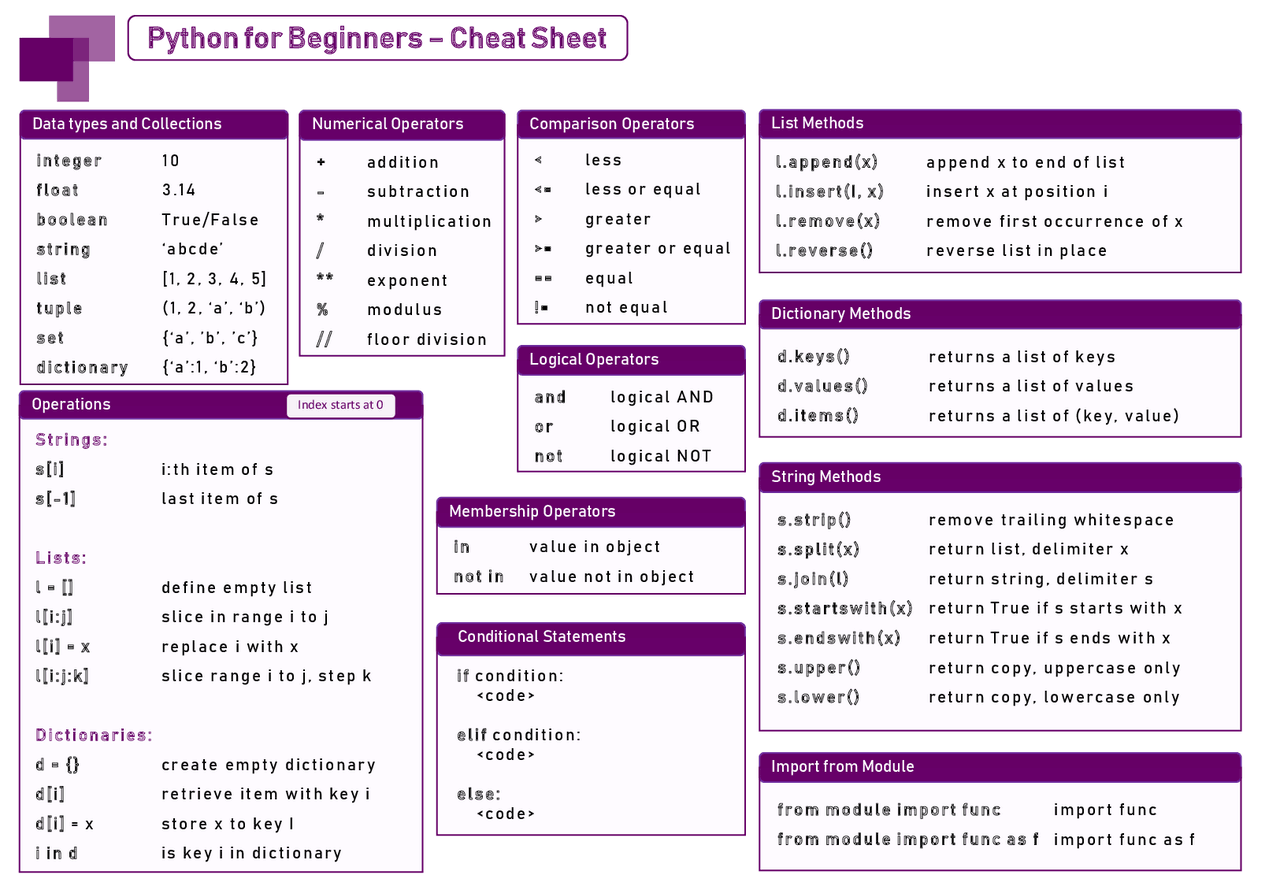 Python for Beginners – Cheat Sheet
Data types and Collections
integer 10
float 3.14
boolean True/False
string ‘abcde’
list [1, 2, 3, 4, 5]
tuple (1, 2, ‘a’, ‘b’)
set {‘a’, ’b’, ’c’}
dictionary {‘a’:1, ‘b’:2}
Numerical Operators
+ addition
- subtraction
* multiplication
/ division
** exponent
% modulus
// floor division
Comparison Operators
< less
<= less or equal
> greater
>= greater or equal
== equal
!= not equal
Logical Operators
and logical AND
or logical OR
not logical NOT
Operations Index starts at 0
Strings:
s[i] i:th item of s
s[-1] last item of s
Lists:
l = [] define empty list
l[i:j] slice in range i to j
l[i] = x replace i with x
l[i:j:k] slice range i to j, step k
Dictionaries:
d = {} create empty dictionary
d[i] retrieve item with key i
d[i] = x store x to key I
i in d is key i in dictionary
Membership Operators
in value in object
not in value not in object
Conditional Statements
if condition:
<code>
elif condition:
<code>
else:
<code>
List Methods
l.append(x) append x to end of list
l.insert(I, x) insert x at position i
l.remove(x) remove first occurrence of x
l.reverse() reverse list in place
Dictionary Methods
d.keys() returns a list of keys
d.values() returns a list of values
d.items() returns a list of (key, value)
String Methods
s.strip() remove trailing whitespace
s.split(x) return list, delimiter x
s.join(l) return string, delimiter s
s.startswith(x) return True if s starts with x
s.endswith(x) return True if s ends with x
s.upper() return copy, uppercase only
s.lower() return copy, lowercase only
Import from Module
from module import func import func
from module import func as f import func as f